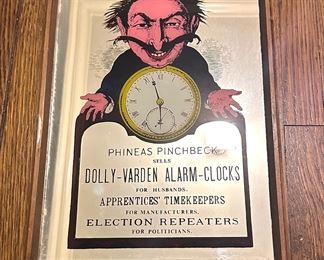 PHINEAS PINCHBECK
SELLS
DOLLY-VARDEN ALARM-CLOCKS
FOR HUSBANDS.
APPRENTICES' TIMEKEEPERS
FOR MANUFACTURERS.
ELECTION REPEATERS
FOR POLITICIANS.